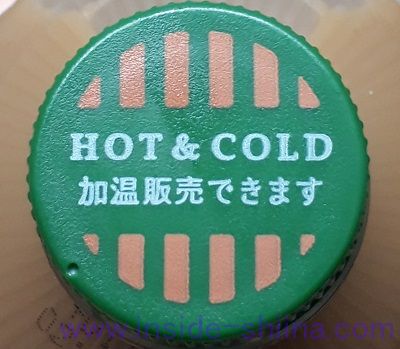 HOT & COLD
加温販売できます
www.inside-shiina.com